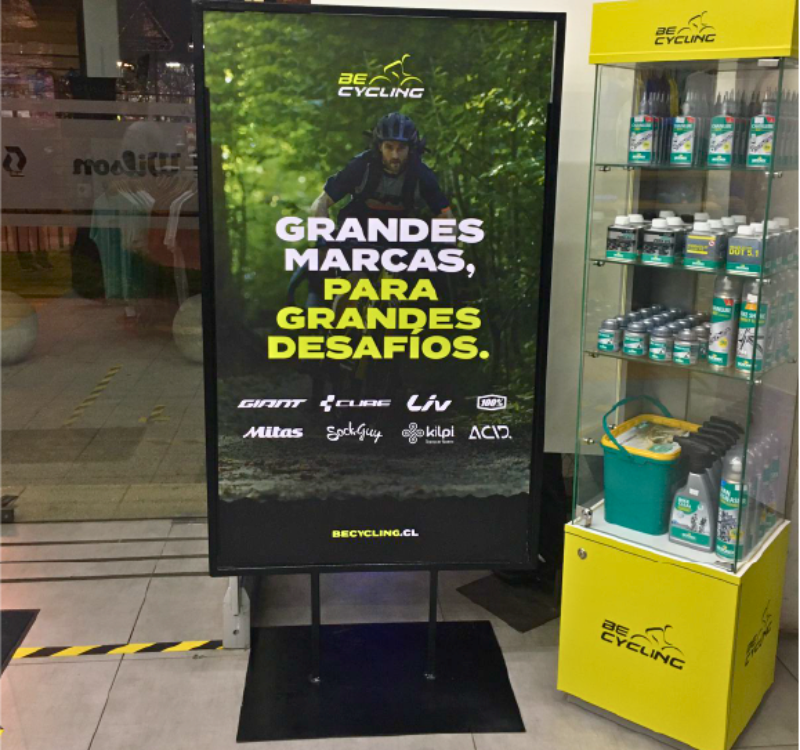 BE
CYCLING
GRANDES
MARCAS,
PARA
GRANDES
DESAFÍOS.
GIANT CUBE Liv 100%
Mitas SockGuy kilpi ACID.
BECYCLING.CL
BE
CYCLING
DOT 5.1
BE
CYCLING
BE
CYCLING
Wilson